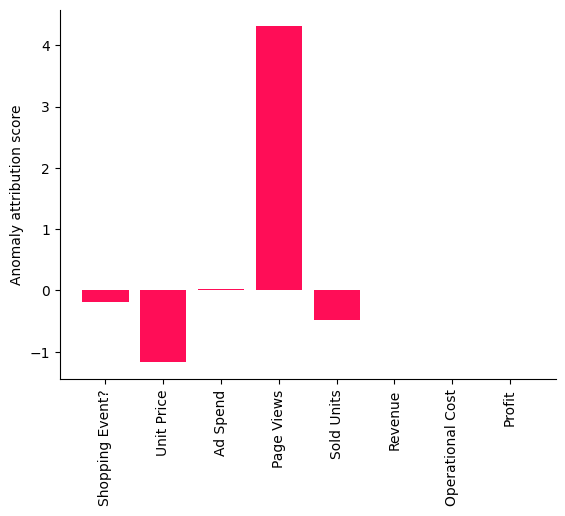 Anomaly attribution score
4
3
2
1
0
−1
Shopping Event?
Unit Price
Ad Spend
Page Views
Sold Units
Revenue
Operational Cost
Profit